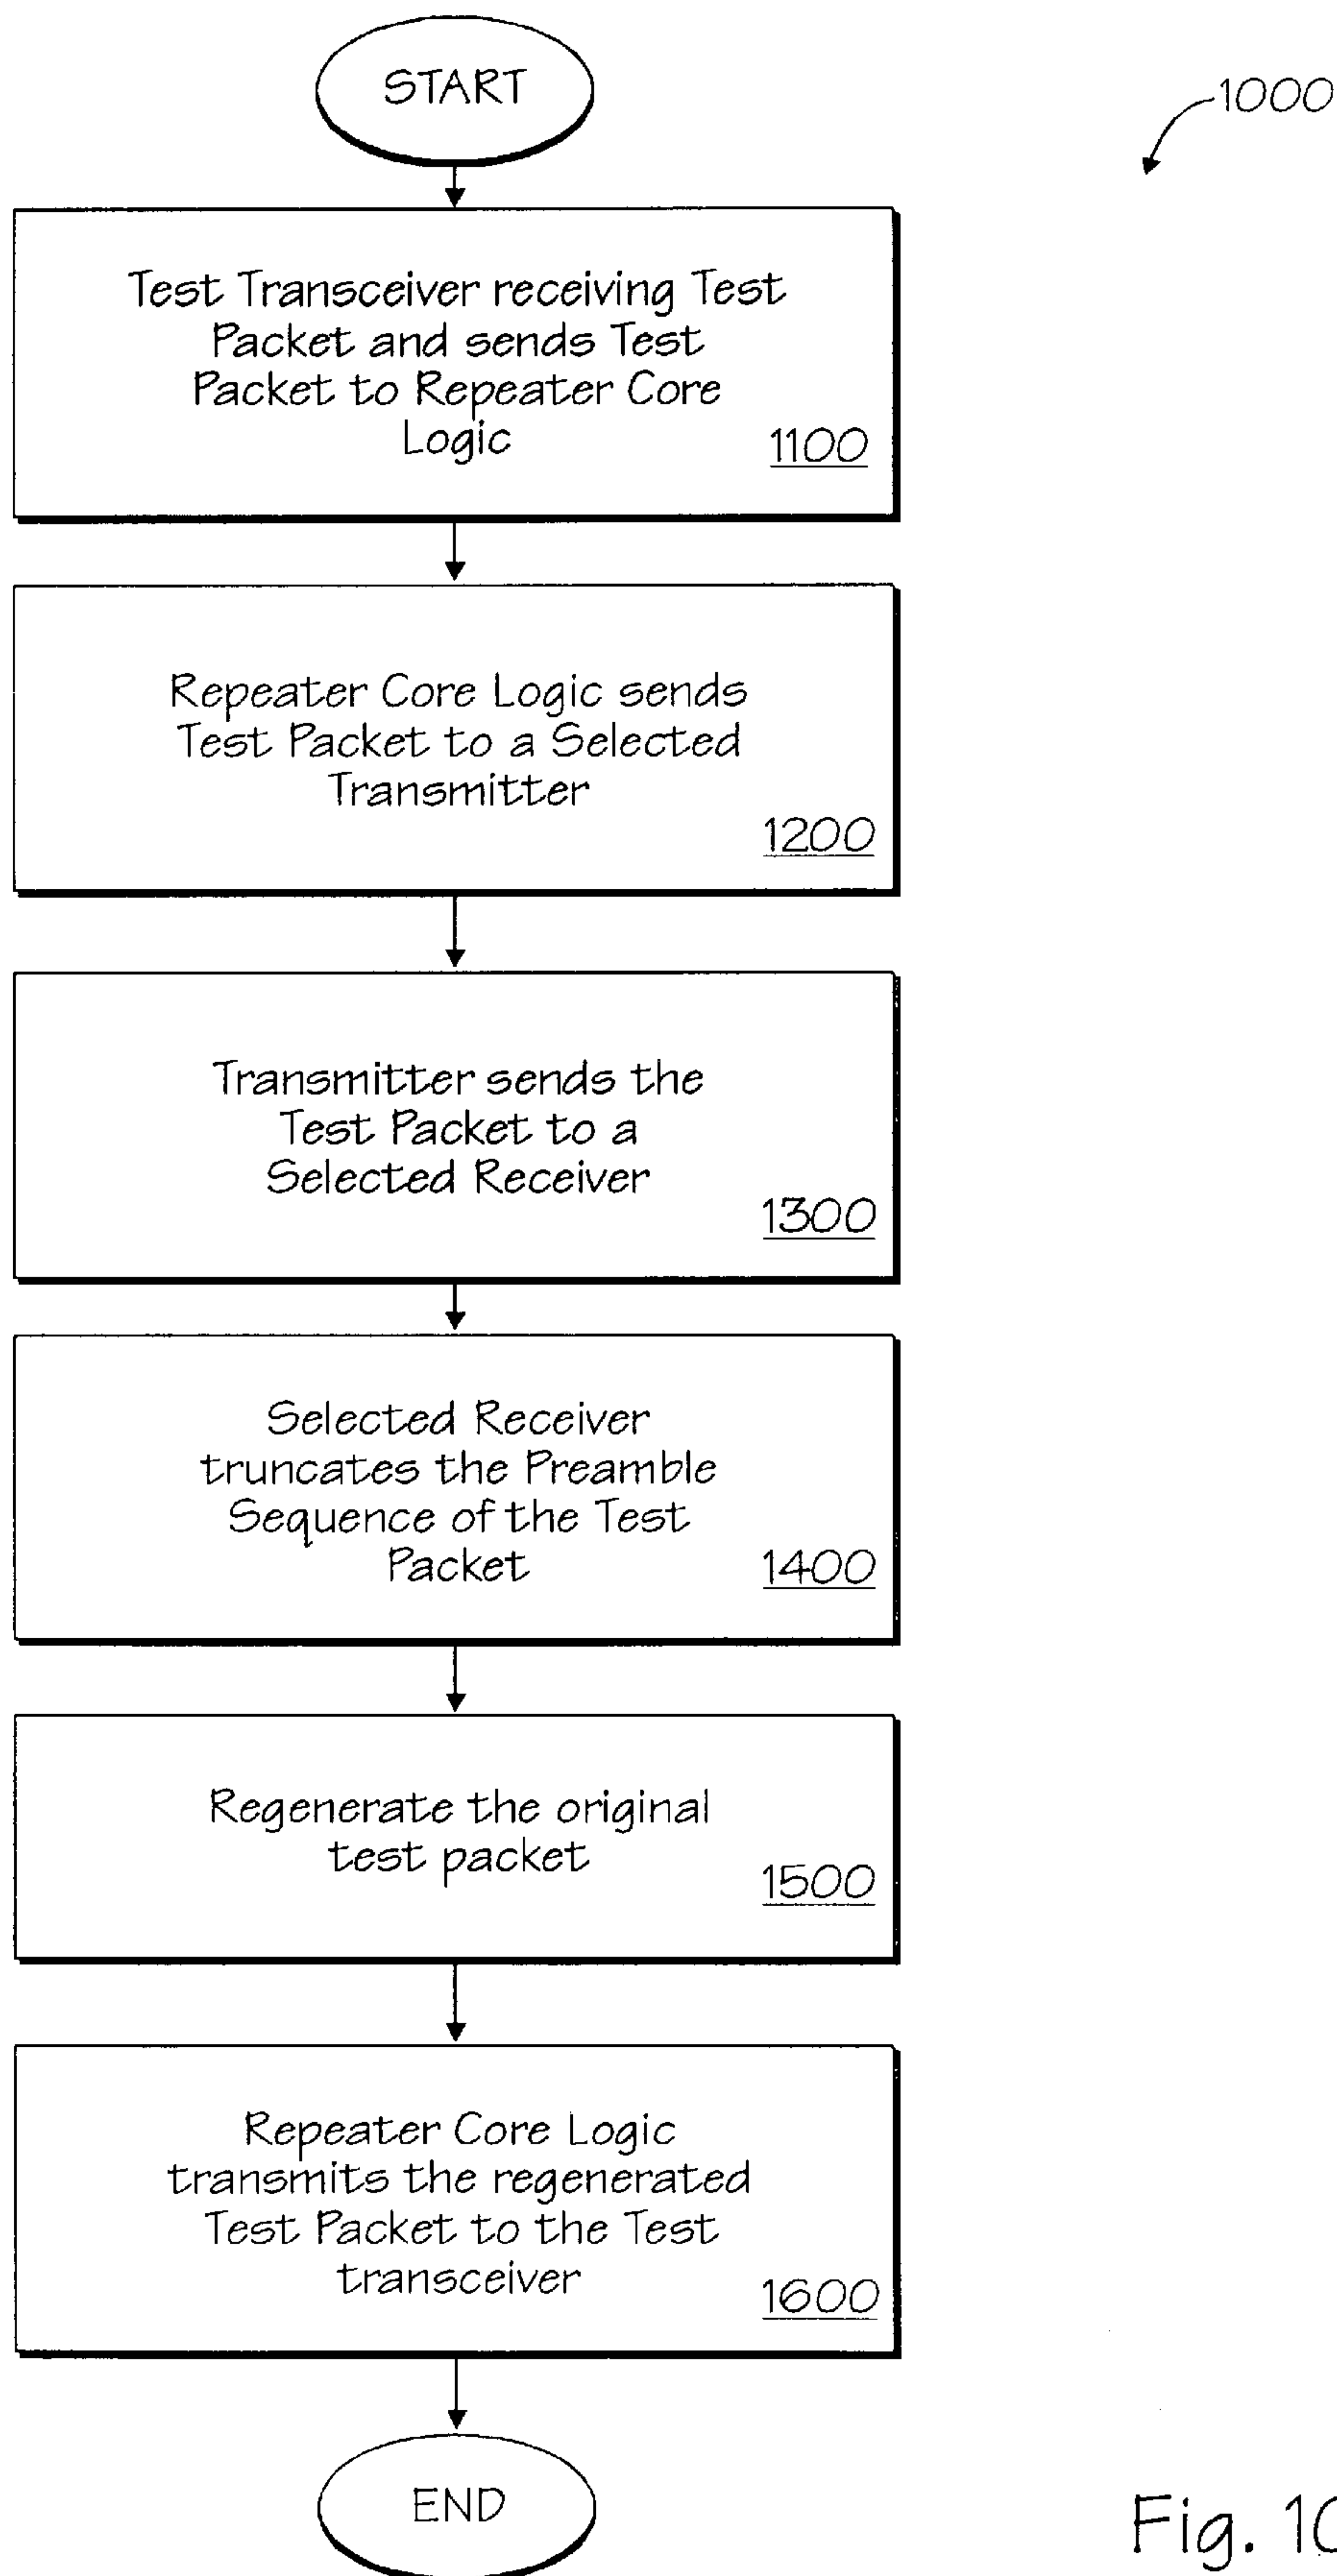 START
1000
Test Transceiver receiving Test
Packet and sends Test
Packet to Repeater Core
Logic
1100
Repeater Core Logic sends
Test Packet to a Selected
Transmitter
1200
Transmitter sends the
Test Packet to a
Selected Receiver
1300
Selected Receiver
truncates the Preamble
Sequence of the Test
Packet
1400
Regenerate the original
test packet
1500
Repeater Core Logic
transmits the regenerated
Test Packet to the Test
transceiver
1600
END
Fig. 10